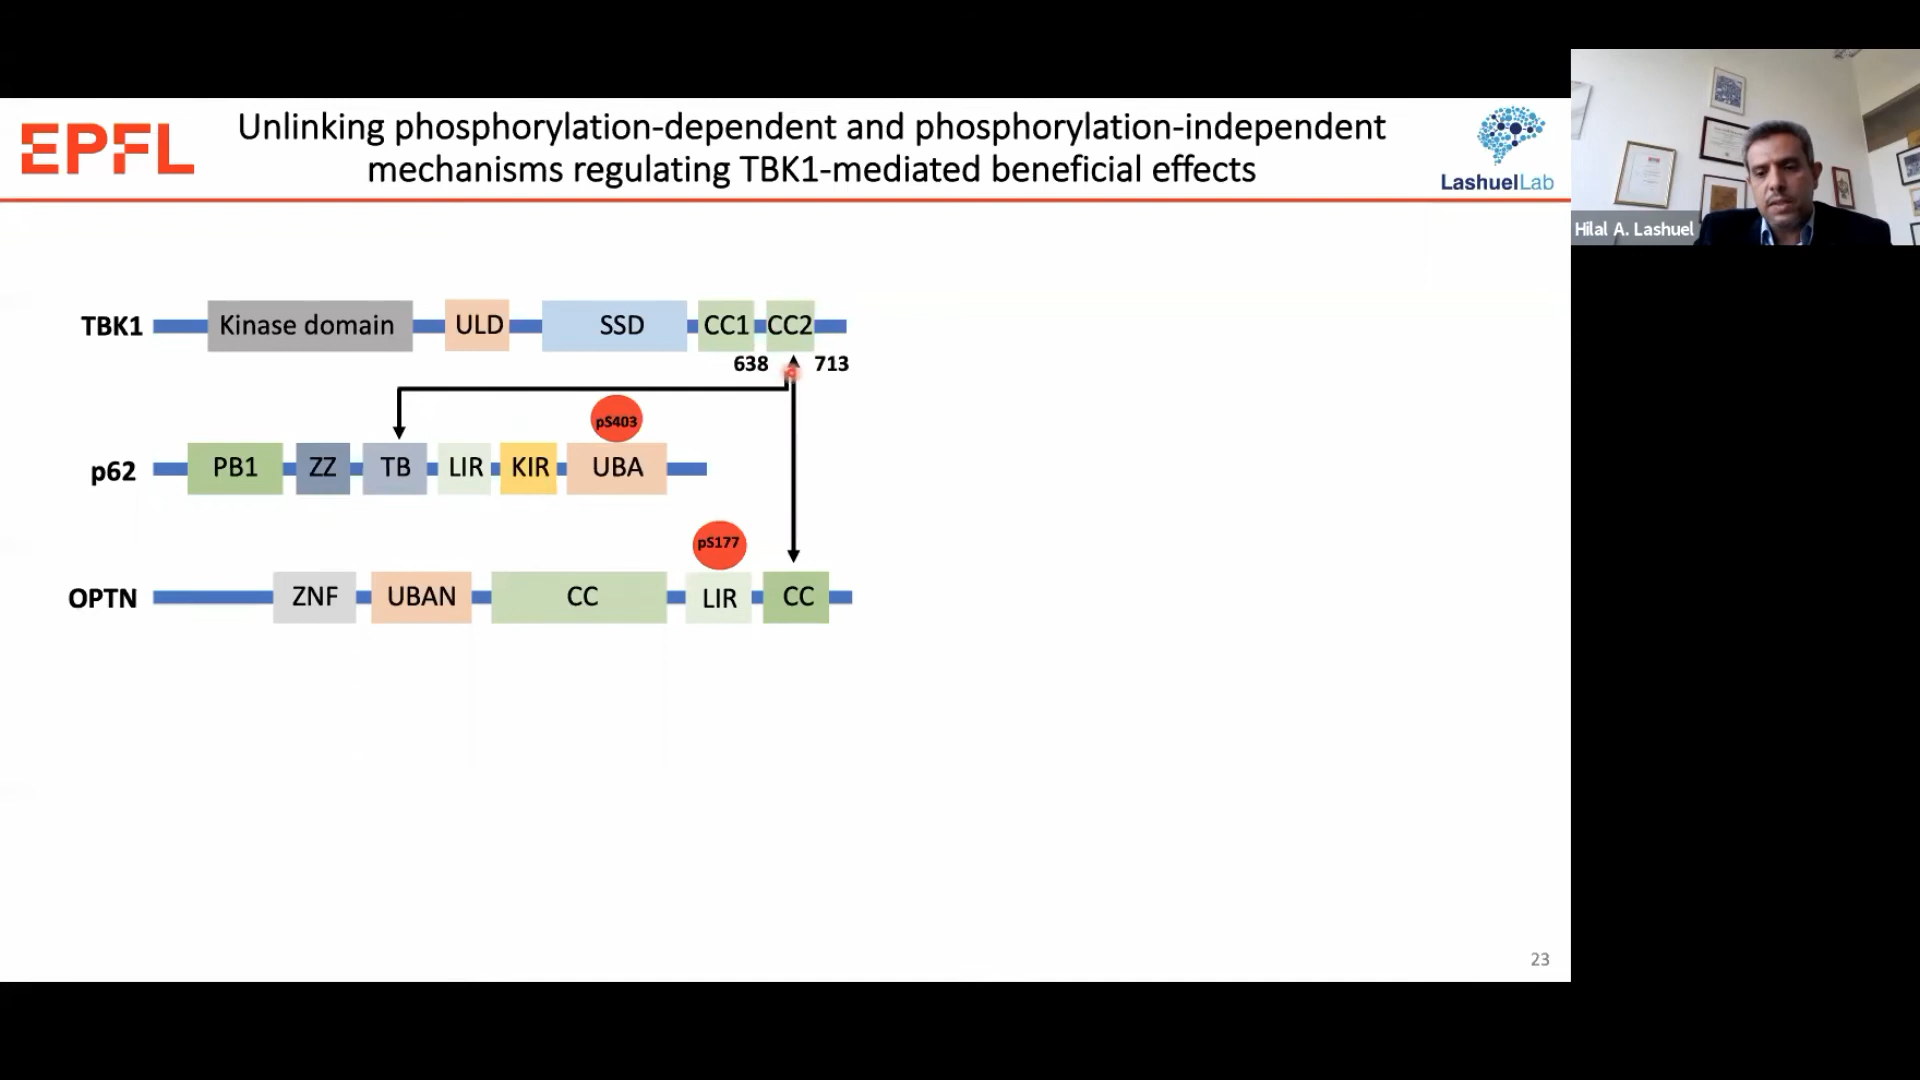 EPFL
Unlinking phosphorylation-dependent and phosphorylation-independent
mechanisms regulating TBK1-mediated beneficial effects
LashuelLab
Hilal A. Lashuel
TBK1 Kinase domain ULD SSD CC1 CC2
638 713
pS403
p62 PB1 ZZ TB LIR KIR UBA
pS177
OPTN ZNF UBAN CC LIR CC
23